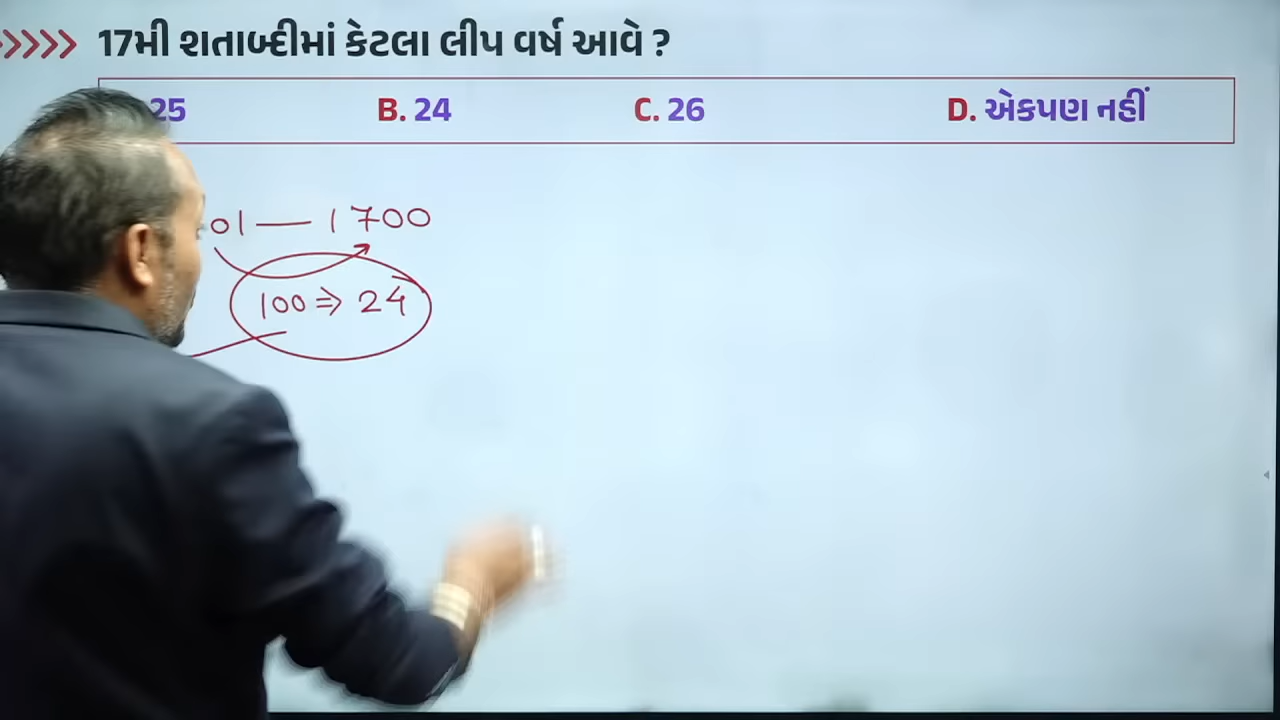 17મી શતાબ્દીમાં કેટલા લીપ વર્ષ આવે ?
25 B. 24 C. 26 D. એકપણ નહીં
01 — 1700
100 ⇒ 24